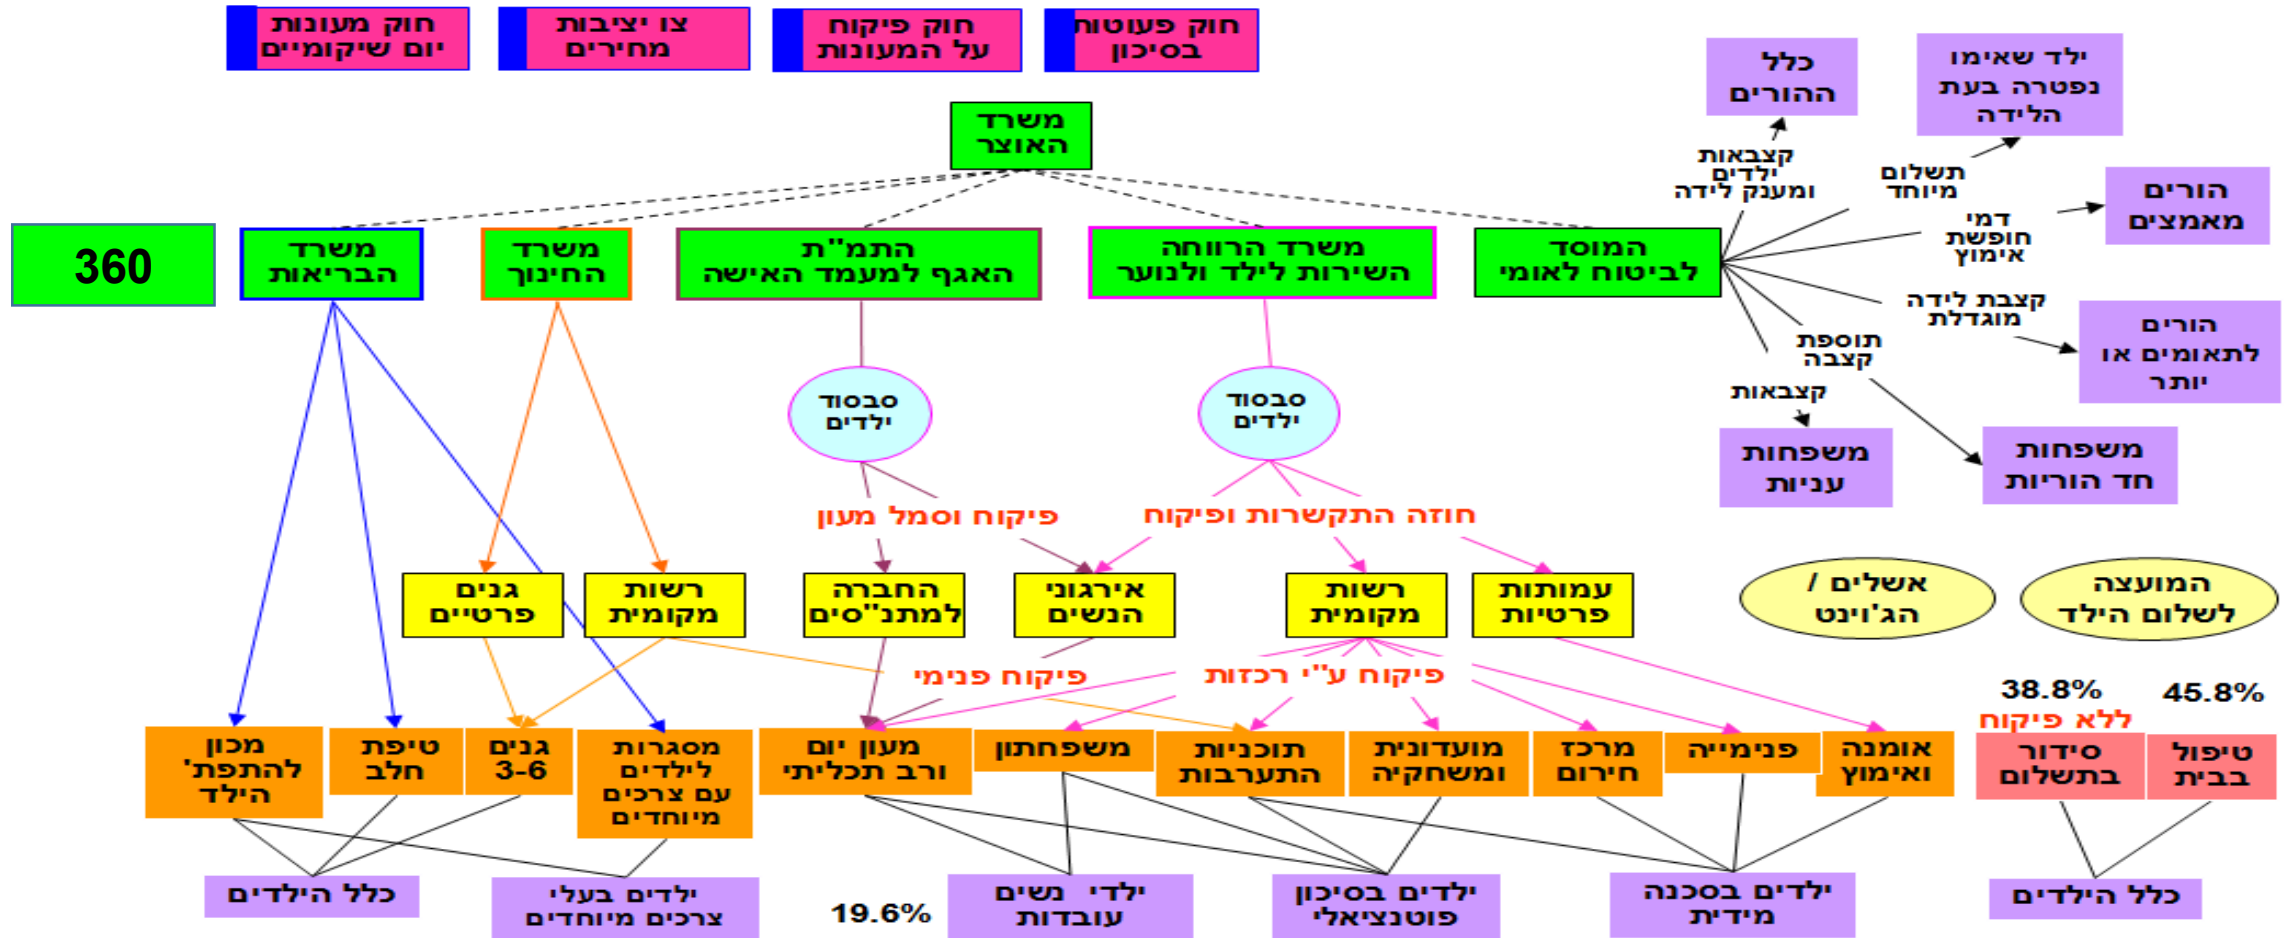 חוק פעוטות
בסיכון
חוק פיקוח
על המעונות
צו יציבות
מחירים
חוק מעונות
יום שיקומיים
ילד שאימו
נפטרה בעת
הלידה
כלל
ההורים
משרד
האוצר
קצבאות
ילדים
ומענק לידה
תשלום
מיוחד
הורים
מאמצים
דמי
חופשת
אימוץ
המוסד
לביטוח לאומי
משרד הרווחה
השירות לילד ולנוער
התמ"ת
האגף למעמד האישה
משרד
החינוך
משרד
הבריאות
360
קצבת לידה
מוגדלת
הורים
לתאומים או
יותר
תוספת
קצבה
קצבאות
סבסוד
ילדים
סבסוד
ילדים
משפחות
חד הוריות
משפחות
עניות
חוזה התקשרות ופיקוח
פיקוח וסמל מעון
המועצה
לשלום הילד
אשלים /
הג'וינט
עמותות
פרטיות
רשות
מקומית
אירגוני
הנשים
החברה
למתנ"סים
רשות
מקומית
גנים
פרטיים
פיקוח ע"י רכזות
פיקוח פנימי
45.8%
38.8%
ללא פיקוח
טיפול
בבית
סידור
בתשלום
אומנה
ואימוץ
פנימייה
מרכז
חירום
מועדונית
ומשחקיה
תוכניות
התערבות
משפחתון
מעון יום
ורב תכליתי
מסגרות
לילדים
עם צרכים
מיוחדים
גנים
3-6
טיפת
חלב
מכון
להתפת'
הילד
כלל הילדים
ילדים בסכנה
מידית
ילדים בסיכון
פוטנציאלי
ילדי נשים
עובדות
19.6%
ילדים בעלי
צרכים מיוחדים
כלל הילדים